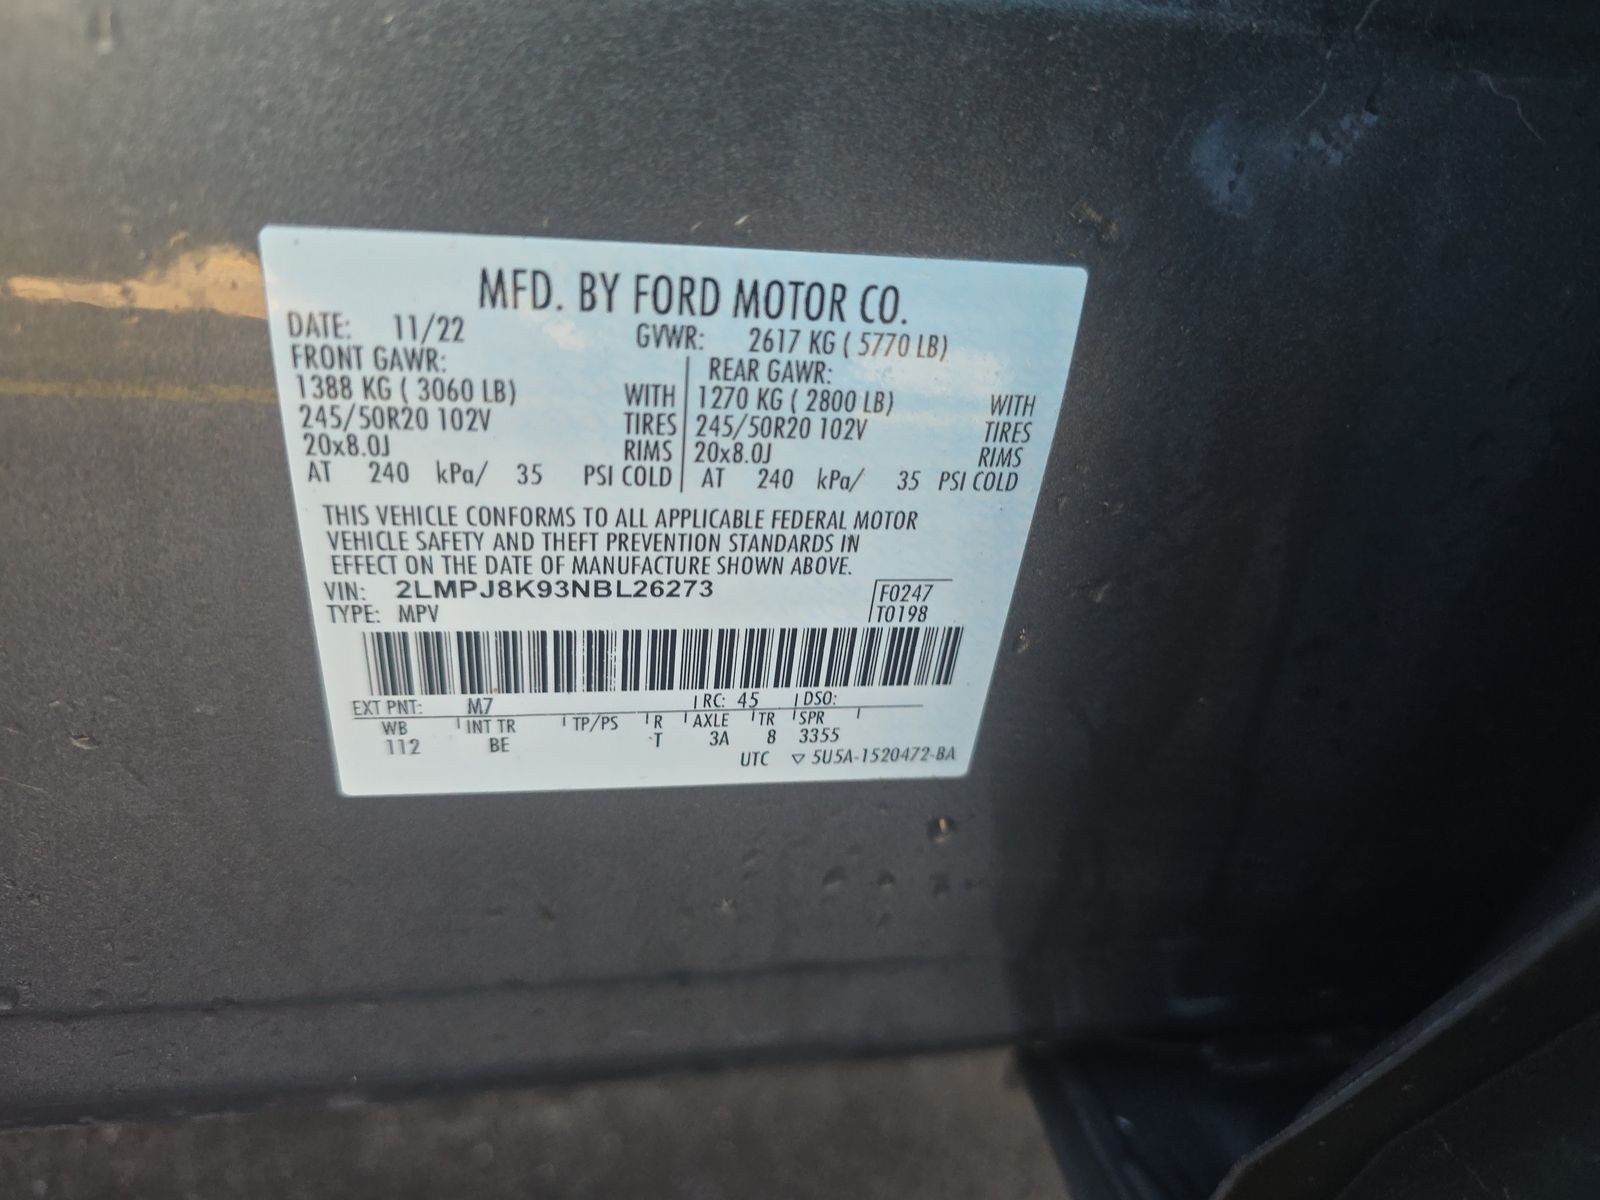 MFD. BY FORD MOTOR CO.
DATE: 11/22 GVWR: 2617 KG ( 5770 LB)
FRONT GAWR: REAR GAWR:
1388 KG ( 3060 LB) WITH 1270 KG ( 2800 LB) WITH
245/50R20 102V TIRES 245/50R20 102V TIRES
20x8.0J RIMS 20x8.0J RIMS
AT 240 kPa/ 35 PSI COLD AT 240 kPa/ 35 PSI COLD
THIS VEHICLE CONFORMS TO ALL APPLICABLE FEDERAL MOTOR
VEHICLE SAFETY AND THEFT PREVENTION STANDARDS IN
EFFECT ON THE DATE OF MANUFACTURE SHOWN ABOVE.
VIN: 2LMPJ8K93NBL26273 F0247
TYPE: MPV T0198
EXT PNT: M7 RC: 45 DSO:
WB INT TR TP/PS R AXLE TR SPR
112 BE T 3A 8 3355
UTC ▽ 5U5A-1520472-BA